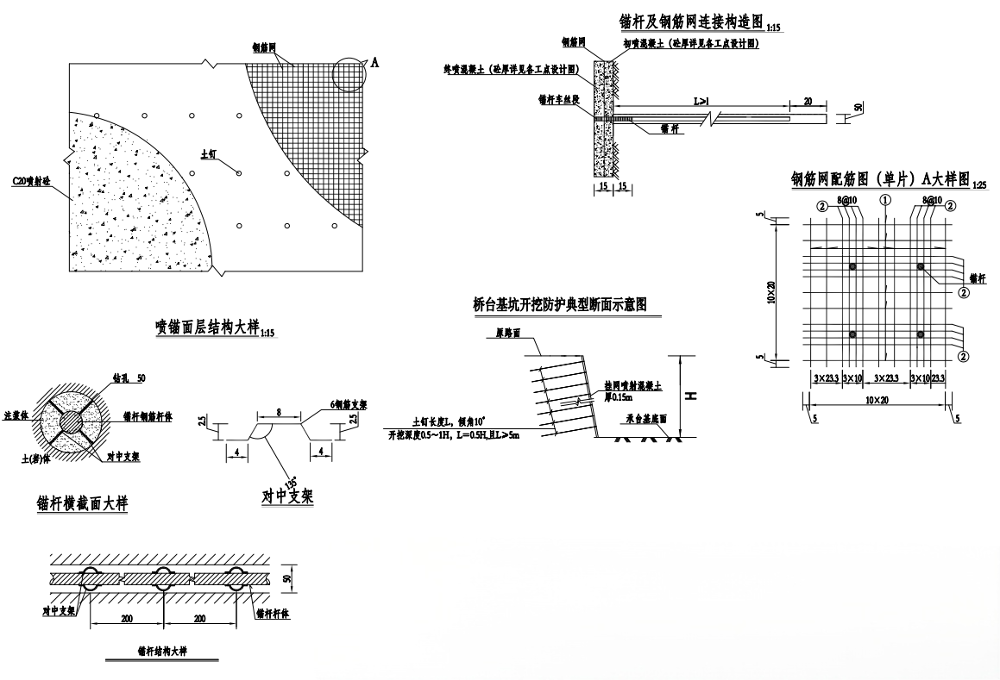 钢筋网
A
土钉
C20喷射砼
喷锚面层结构大样 1:15
锚杆及钢筋网连接构造图 1:15
钢筋网
初喷混凝土（砼厚详见各工点设计图）
终喷混凝土（砼厚详见各工点设计图）
锚杆车丝段
L≥l
20
50
锚杆
15
15
钢筋网配筋图（单片）A大样图 1:25
2
8@10
1
8@10
2
5
10×20
锚杆
2
5
2
3×23.3
3×10
3×23.3
3×10
23.3
10×20
5
5
桥台基坑开挖防护典型断面示意图
原路面
挂网喷射混凝土
厚0.15m
H
土钉长度L，倾角10°
开挖深度0.5～1H，L=0.5H,且L≥5m
承台基底面
钻孔 50
注浆体
锚杆钢筋杆体
土(岩)体
对中支架
锚杆横截面大样
6钢筋支架
8
2.5
2.5
4
4
135°
对中支架
50
对中支架
锚杆杆体
200
200
锚杆结构大样